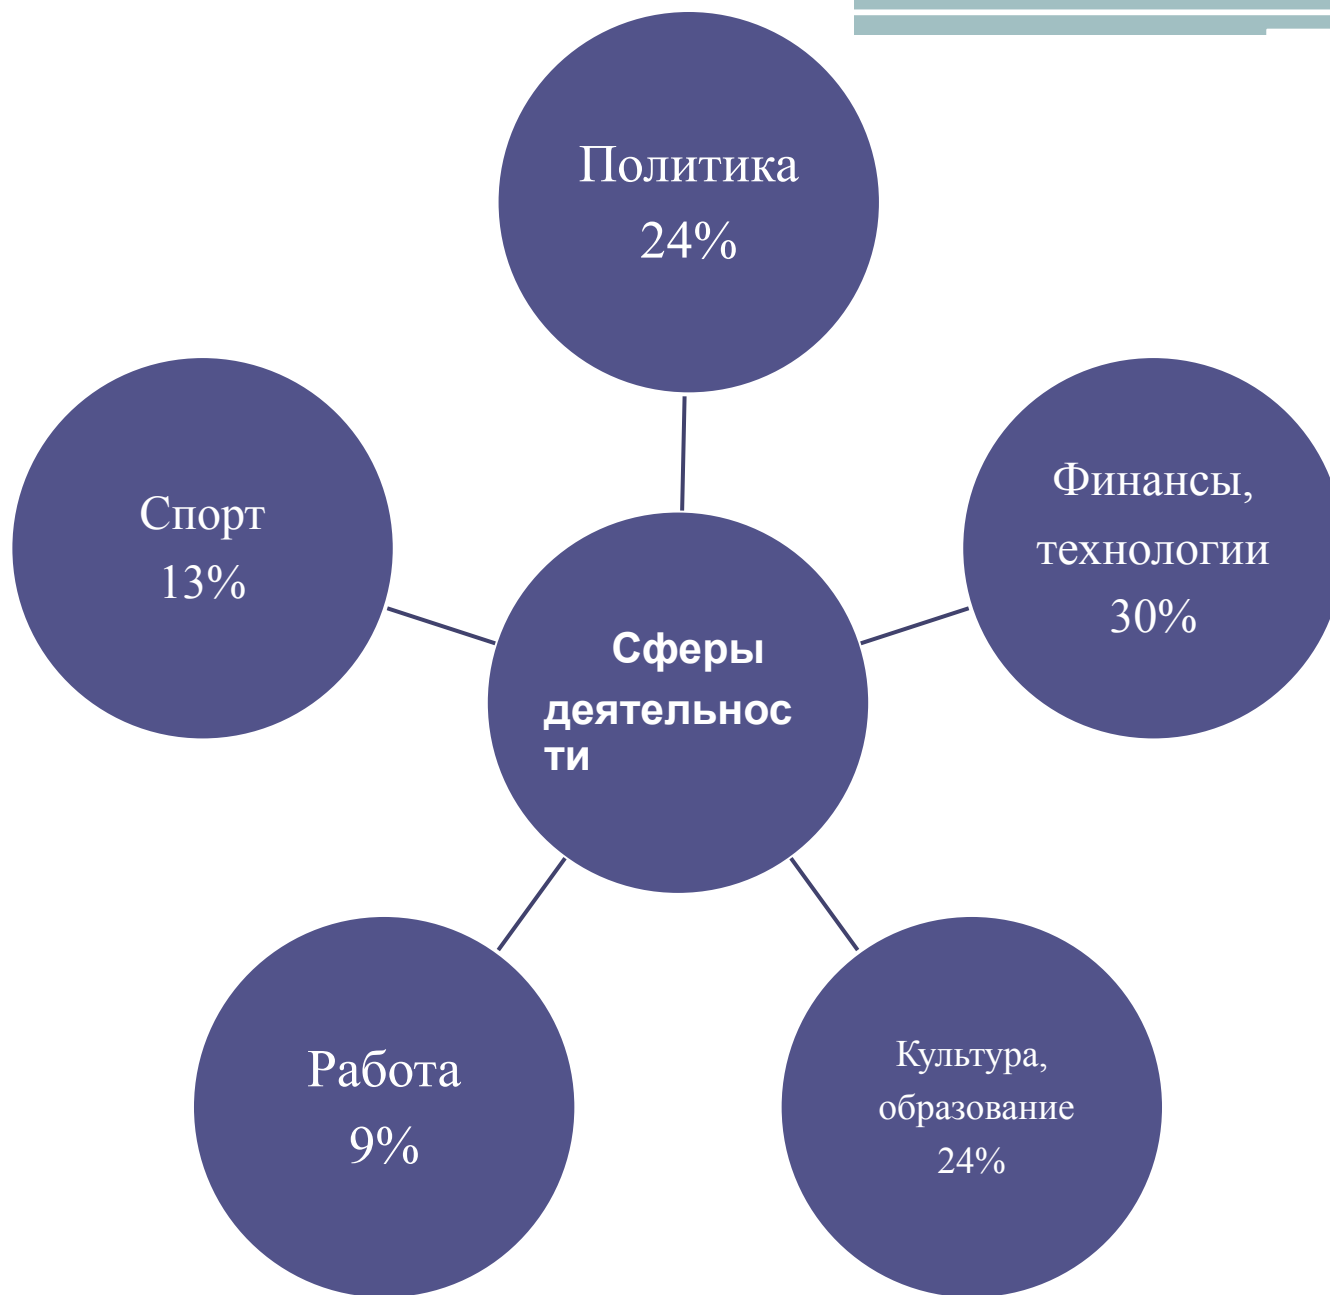 Политика
24%
Спорт
13%
Финансы,
технологии
30%
Сферы
деятельнос
ти
Работа
9%
Культура,
образование
24%